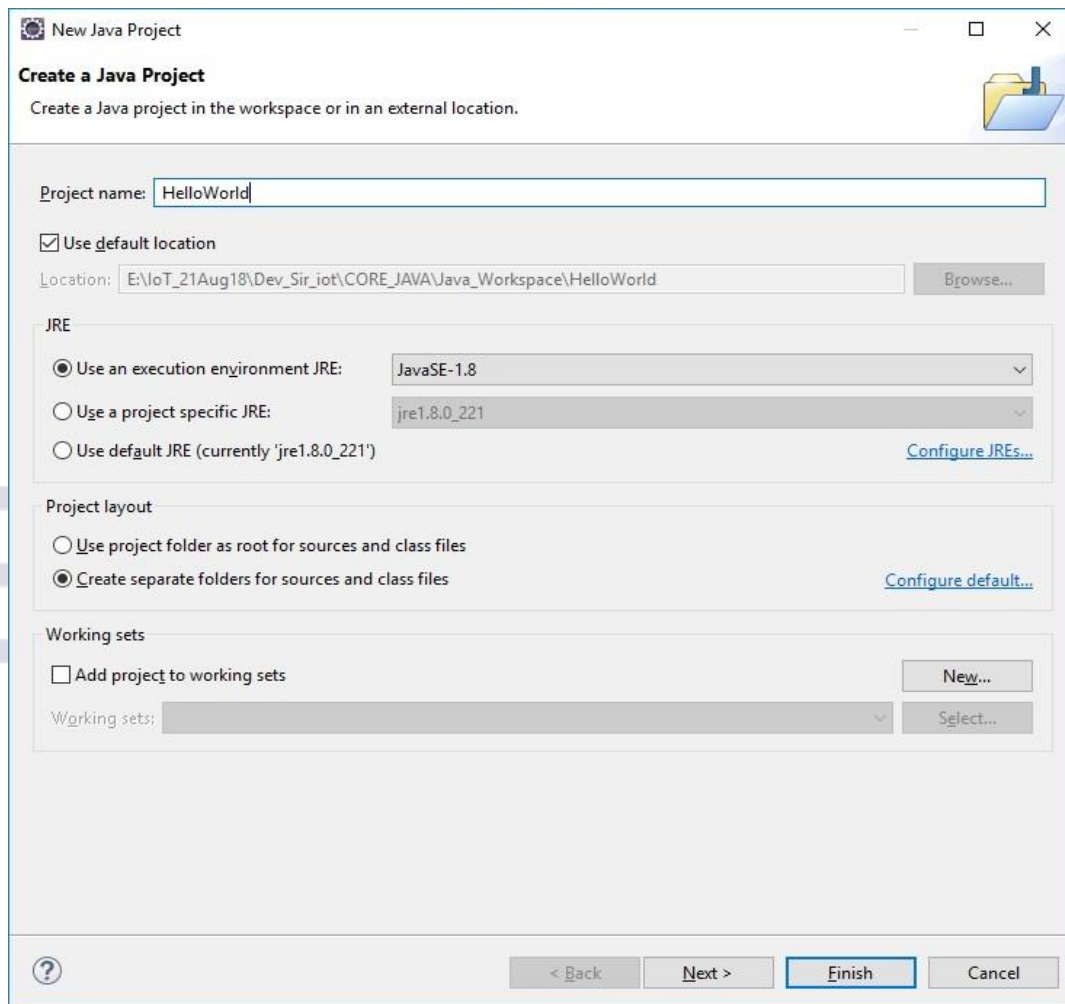 New Java Project
Create a Java Project
Create a Java project in the workspace or in an external location.
Project name: HelloWorld
Use default location
Location: E:\IoT_21Aug18\Dev_Sir_iot\CORE_JAVA\Java_Workspace\HelloWorld Browse...
JRE
Use an execution environment JRE: JavaSE-1.8
Use a project specific JRE: jre1.8.0_221
Use default JRE (currently 'jre1.8.0_221') Configure JREs...
Project layout
Use project folder as root for sources and class files
Create separate folders for sources and class files Configure default...
Working sets
Add project to working sets New...
Working sets: Select...
? < Back Next > Finish Cancel